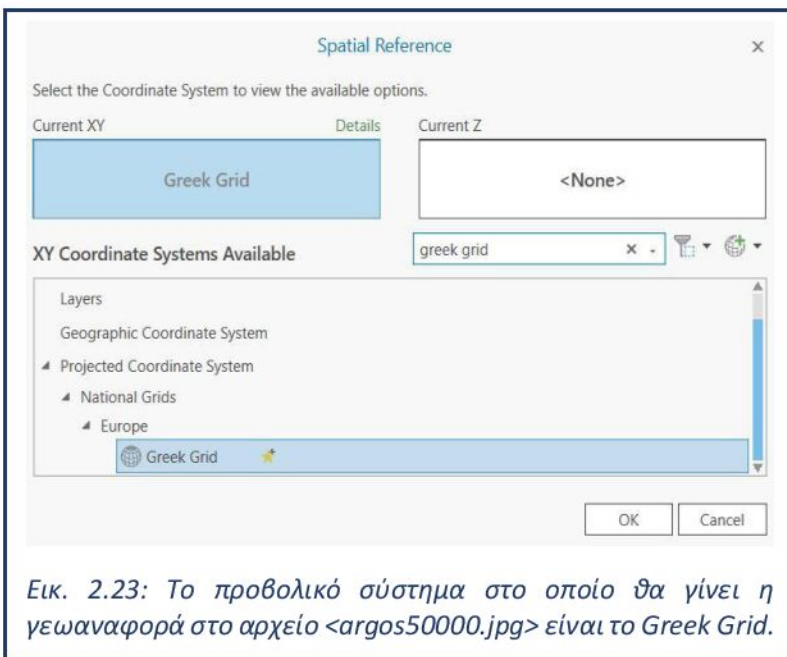 Spatial Reference
Select the Coordinate System to view the available options.
Current XY Details Current Z
Greek Grid <None>
XY Coordinate Systems Available greek grid
Layers
Geographic Coordinate System
Projected Coordinate System
National Grids
Europe
Greek Grid
OK Cancel
Εικ. 2.23: Το προβολικό σύστημα στο οποίο θα γίνει η
γεωαναφορά στο αρχείο <argos50000.jpg> είναι το Greek Grid.